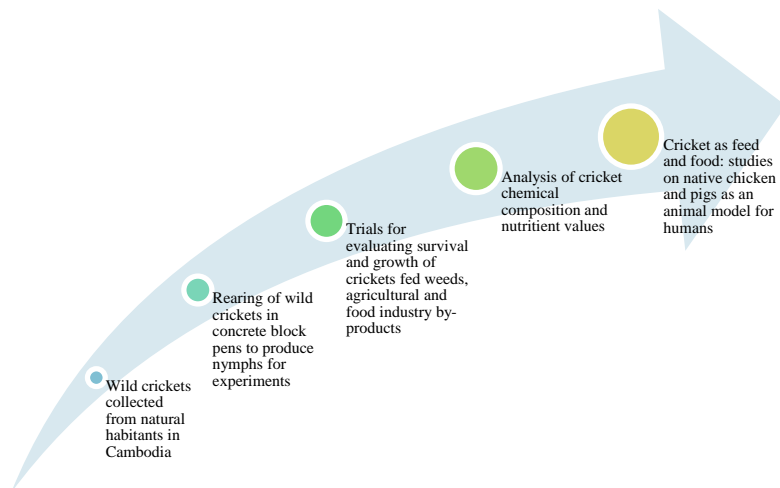 Wild crickets
collected
from natural
habitants in
Cambodia
Rearing of wild
crickets in
concrete block
pens to produce
nymphs for
experiments
Trials for
evaluating survival
and growth of
crickets fed weeds,
agricultural and
food industry by-
products
Analysis of cricket
chemical
composition and
nutritient values
Cricket as feed
and food: studies
on native chicken
and pigs as an
animal model for
humans